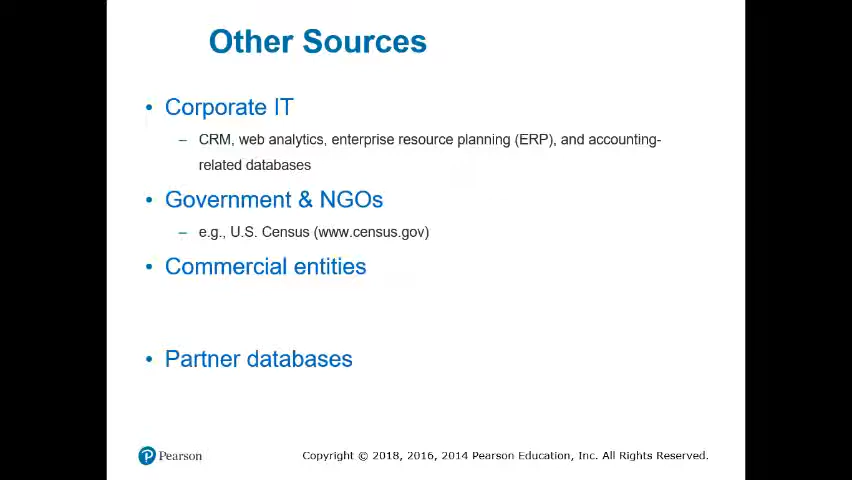 Other Sources
• Corporate IT
– CRM, web analytics, enterprise resource planning (ERP), and accounting-
related databases
• Government & NGOs
– e.g., U.S. Census (www.census.gov)
• Commercial entities
• Partner databases
Pearson
Copyright © 2018, 2016, 2014 Pearson Education, Inc. All Rights Reserved.